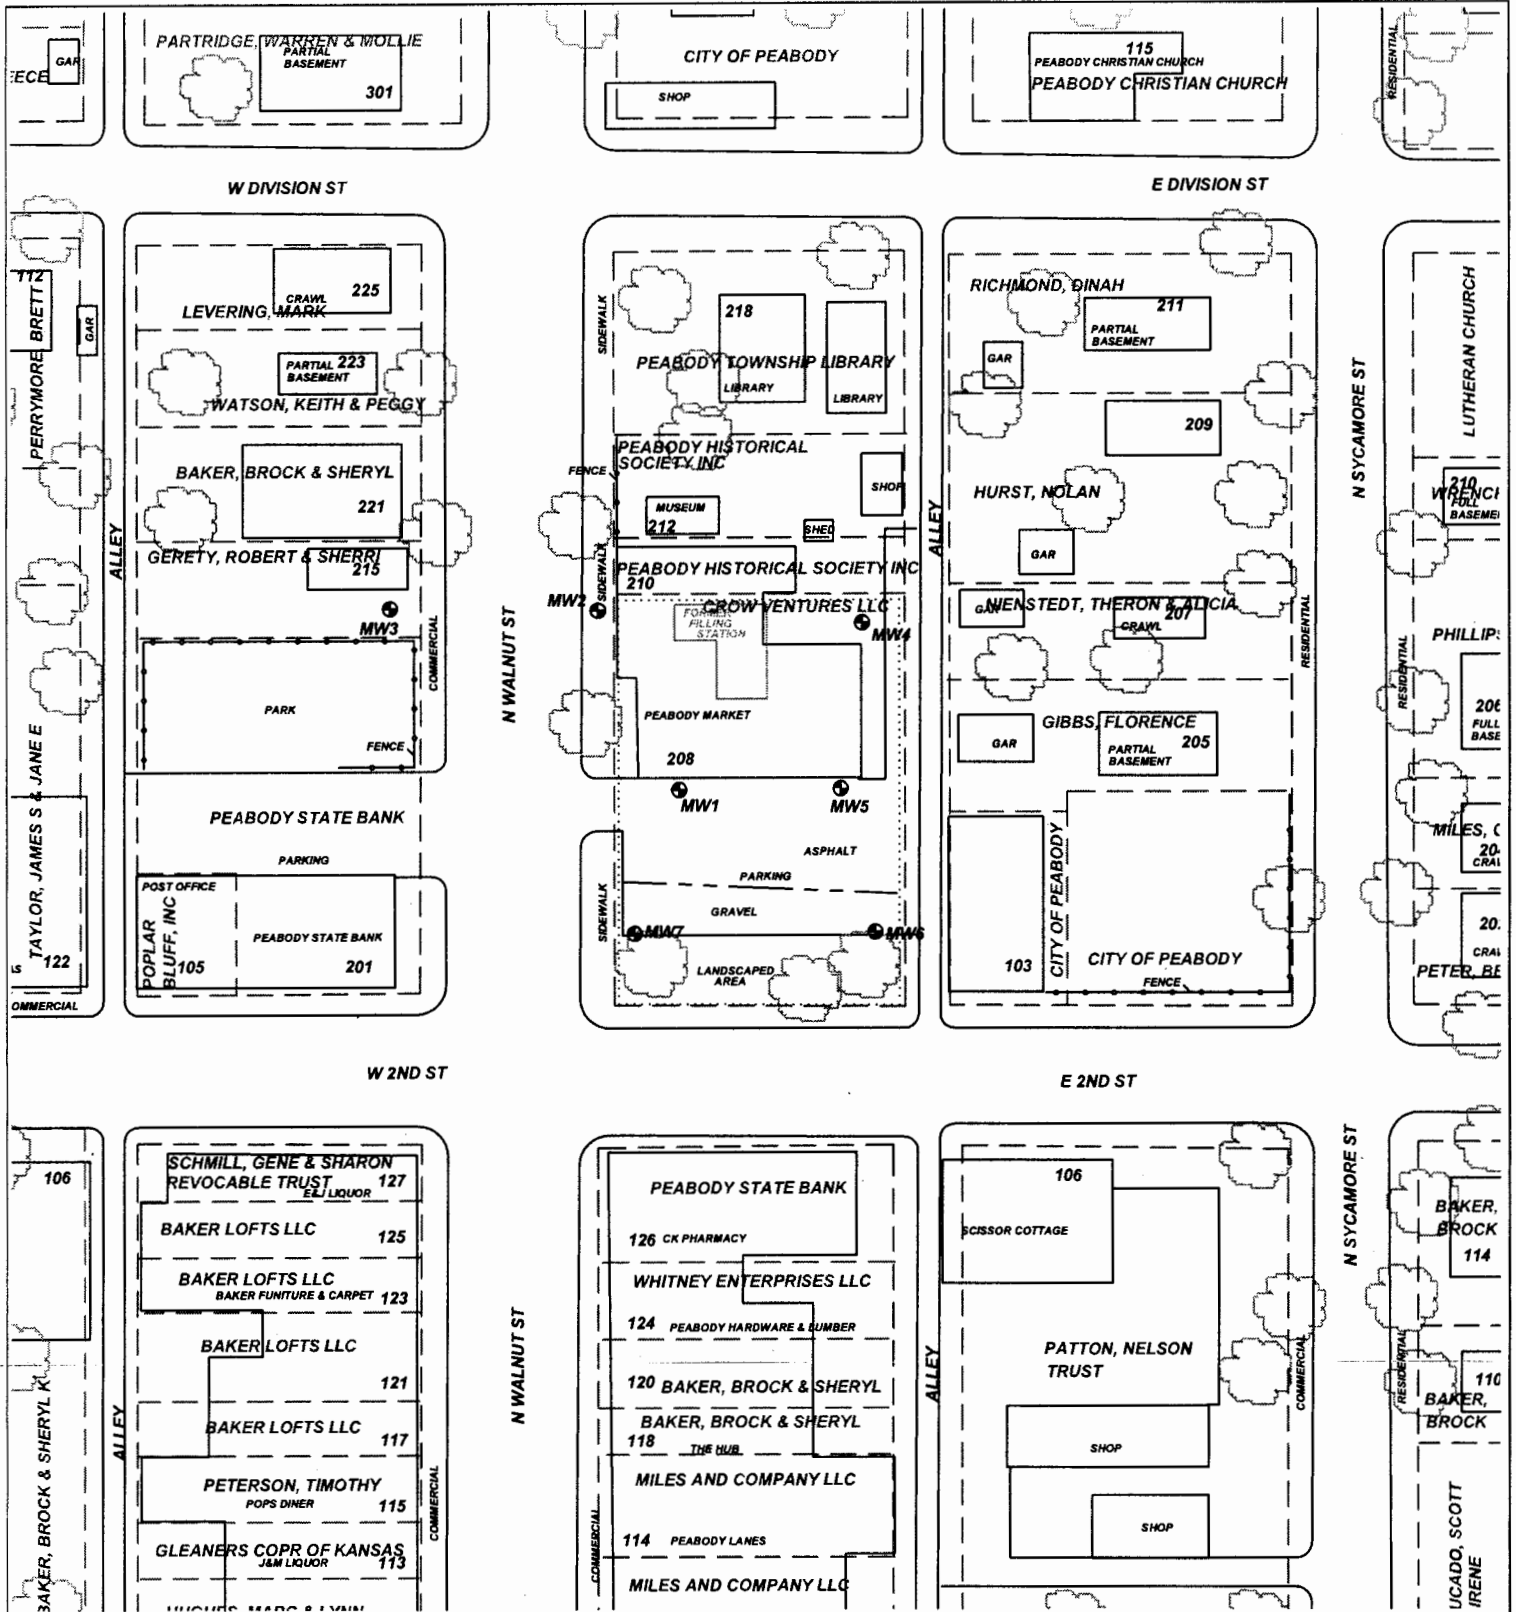 GAR
PARTRIDGE, WARREN & MOLLIE
PARTIAL
BASEMENT
301
CITY OF PEABODY
SHOP
115
PEABODY CHRISTIAN CHURCH
PEABODY CHRISTIAN CHURCH
RESIDENTIAL
W DIVISION ST
E DIVISION ST
112
PERRYMORE, BRETT
GAR
ALLEY
225
CRAWL
LEVERING, MARK
PARTIAL 223
BASEMENT
WATSON, KEITH & PEGGY
BAKER, BROCK & SHERYL
221
GERETY, ROBERT & SHERRI
215
MW3
COMMERCIAL
PARK
FENCE
N WALNUT ST
SIDEWALK
218
PEABODY TOWNSHIP LIBRARY
LIBRARY
LIBRARY
PEABODY HISTORICAL
SOCIETY INC
FENCE
SHOP
MUSEUM
212
SHED
SIDEWALK
PEABODY HISTORICAL SOCIETY INC
210
MW2
CROW VENTURES LLC
FORMER
FILLING
STATION
MW4
PEABODY MARKET
208
MW1
MW5
ASPHALT
PARKING
GRAVEL
SIDEWALK
MW7
MW6
LANDSCAPED
AREA
ALLEY
RICHMOND, DINAH
211
PARTIAL
BASEMENT
GAR
209
HURST, NOLAN
GAR
GAR
NIENSTEDT, THERON & ALICIA
207
CRAWL
RESIDENTIAL
GIBBS, FLORENCE
GAR
PARTIAL
BASEMENT
205
CITY OF PEABODY
103
CITY OF PEABODY
FENCE
N SYCAMORE ST
LUTHERAN CHURCH
210
FULL
RESIDENTIAL
206
FULL
TAYLOR, JAMES S & JANE E
122
PEABODY STATE BANK
PARKING
POST OFFICE
POPLAR
BLUFF, INC
105
PEABODY STATE BANK
201
W 2ND ST
E 2ND ST
106
BAKER, BROCK & SHERYL K
ALLEY
SCHMILL, GENE & SHARON
REVOCABLE TRUST
127
E&J LIQUOR
BAKER LOFTS LLC
125
BAKER LOFTS LLC
BAKER FUNITURE & CARPET 123
BAKER LOFTS LLC
121
BAKER LOFTS LLC
117
PETERSON, TIMOTHY
POPS DINER
115
GLEANERS COPR OF KANSAS
J&M LIQUOR
113
COMMERCIAL
N WALNUT ST
PEABODY STATE BANK
126 CK PHARMACY
WHITNEY ENTERPRISES LLC
124 PEABODY HARDWARE & LUMBER
120 BAKER, BROCK & SHERYL
BAKER, BROCK & SHERYL
118
THE HUB
MILES AND COMPANY LLC
114 PEABODY LANES
COMMERCIAL
MILES AND COMPANY LLC
ALLEY
106
SCISSOR COTTAGE
PATTON, NELSON
TRUST
SHOP
SHOP
COMMERCIAL
N SYCAMORE ST
BAKER,
BROCK
114
RESIDENTIAL
110
BAKER,
BROCK
IRENE